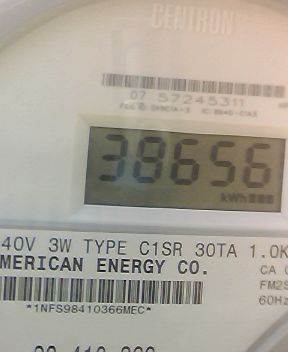 CENTRON
07 57245311
38656
kWh
40V 3W TYPE C1SR 30TA 1.0K
MERICAN ENERGY CO.
CA
FM2S
60Hz
*1NFS98410366MEC*